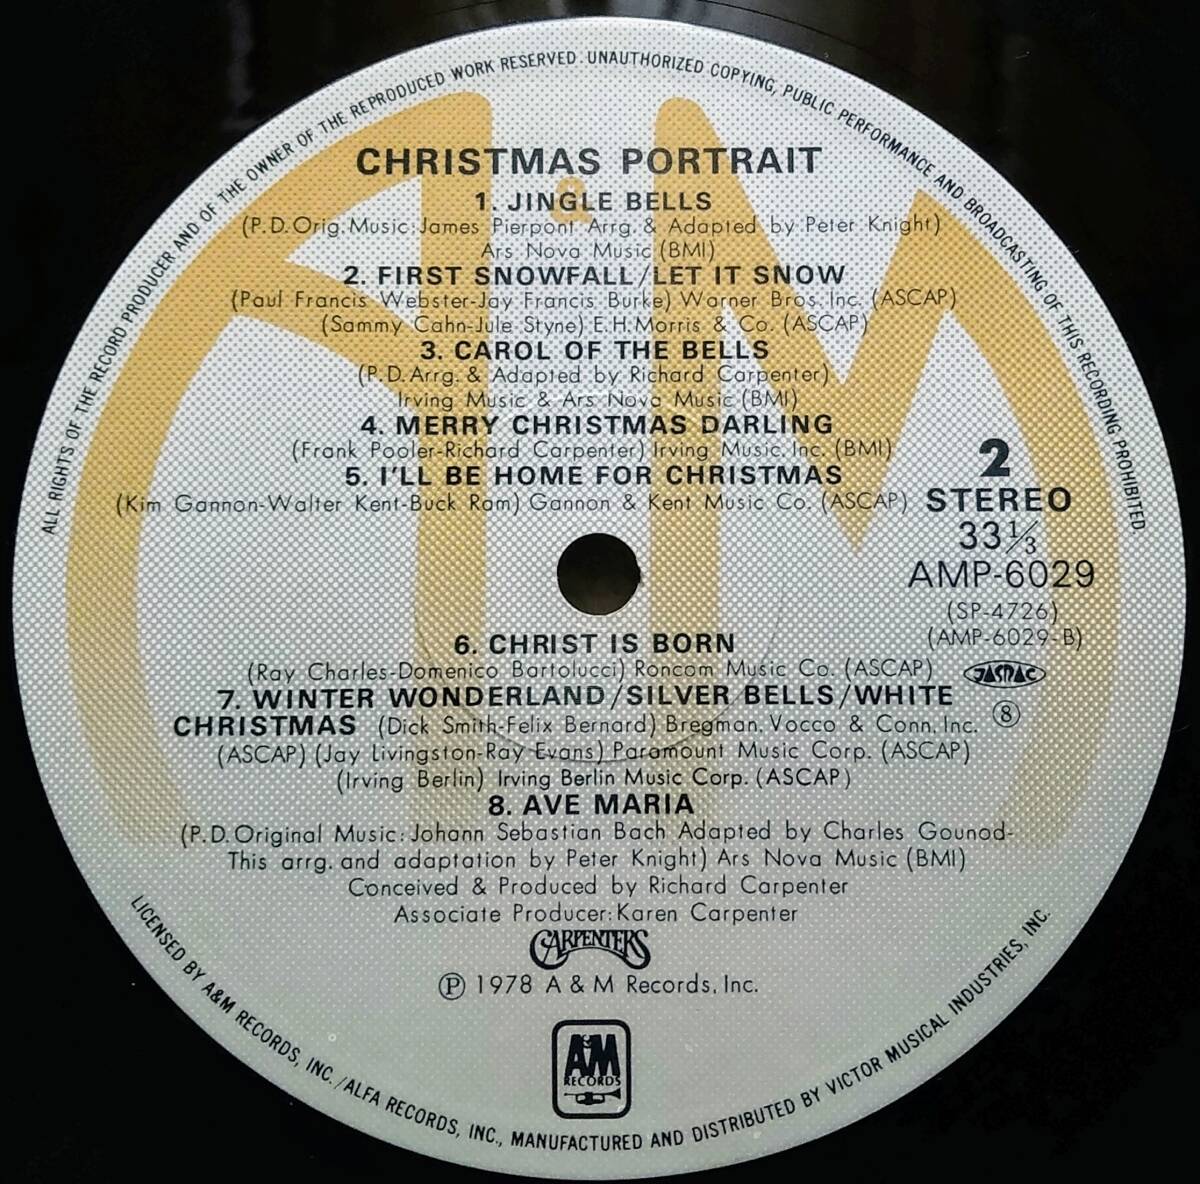 ALL RIGHTS OF THE RECORD PRODUCER AND OF THE OWNER OF THE REPRODUCED WORK RESERVED. UNAUTHORIZED COPYING, PUBLIC PERFORMANCE AND BROADCASTING OF THIS RECORDING PROHIBITED.
CHRISTMAS PORTRAIT
1. JINGLE BELLS
(P.D. Orig. Music: James Pierpont Arrg. & Adapted by Peter Knight)
Ars Nova Music (BMI)
2. FIRST SNOWFALL/LET IT SNOW
(Paul Francis Webster-Jay Francis Burke) Warner Bros. Inc. (ASCAP)
(Sammy Cahn-Jule Styne) E.H. Morris & Co. (ASCAP)
3. CAROL OF THE BELLS
(P.D. Arrg. & Adapted by Richard Carpenter)
Irving Music & Ars Nova Music (BMI)
4. MERRY CHRISTMAS DARLING
(Frank Pooler-Richard Carpenter) Irving Music, Inc. (BMI)
5. I'LL BE HOME FOR CHRISTMAS
(Kim Gannon-Walter Kent-Buck Ram) Gannon & Kent Music Co. (ASCAP)
2
STEREO
33 1/3
AMP-6029
(SP-4726)
(AMP-6029-B)
JASRAC
⑧
6. CHRIST IS BORN
(Ray Charles-Domenico Bartolucci) Roncom Music Co. (ASCAP)
7. WINTER WONDERLAND/SILVER BELLS/WHITE
CHRISTMAS (Dick Smith-Felix Bernard) Bregman, Vocco & Conn, Inc.
(ASCAP) (Jay Livingston-Ray Evans) Paramount Music Corp. (ASCAP)
(Irving Berlin) Irving Berlin Music Corp. (ASCAP)
8. AVE MARIA
(P.D. Original Music: Johann Sebastian Bach Adapted by Charles Gounod-
This arrg. and adaptation by Peter Knight) Ars Nova Music (BMI)
Conceived & Produced by Richard Carpenter
Associate Producer: Karen Carpenter
CARPENTERS
℗ 1978 A & M Records, Inc.
A&M
RECORDS
LICENSED BY A&M RECORDS, INC./ALFA RECORDS, INC., MANUFACTURED AND DISTRIBUTED BY VICTOR MUSICAL INDUSTRIES, INC.
A&M